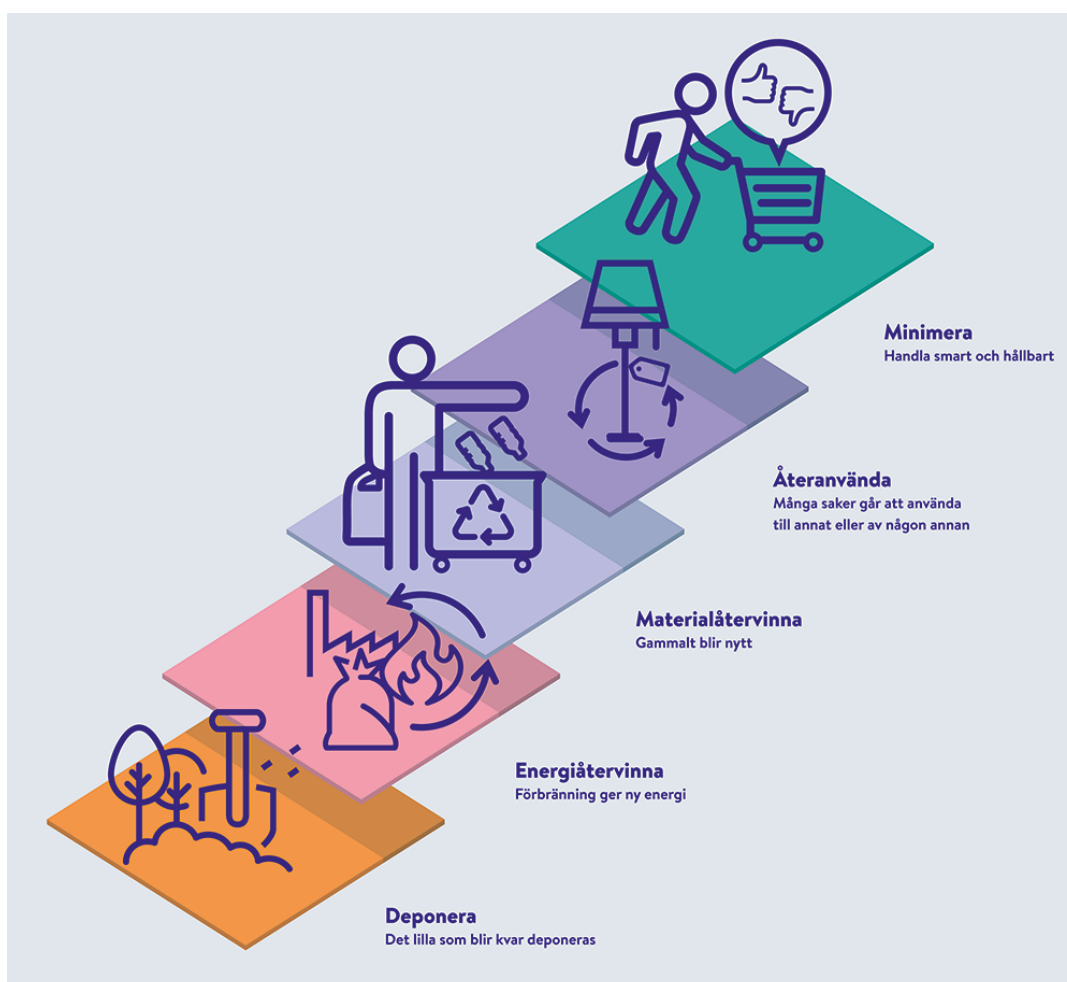 Minimera
Handla smart och hållbart
Återanvända
Många saker går att använda
till annat eller av någon annan
Materialåtervinna
Gammalt blir nytt
Energiåtervinna
Förbränning ger ny energi
Deponera
Det lilla som blir kvar deponeras